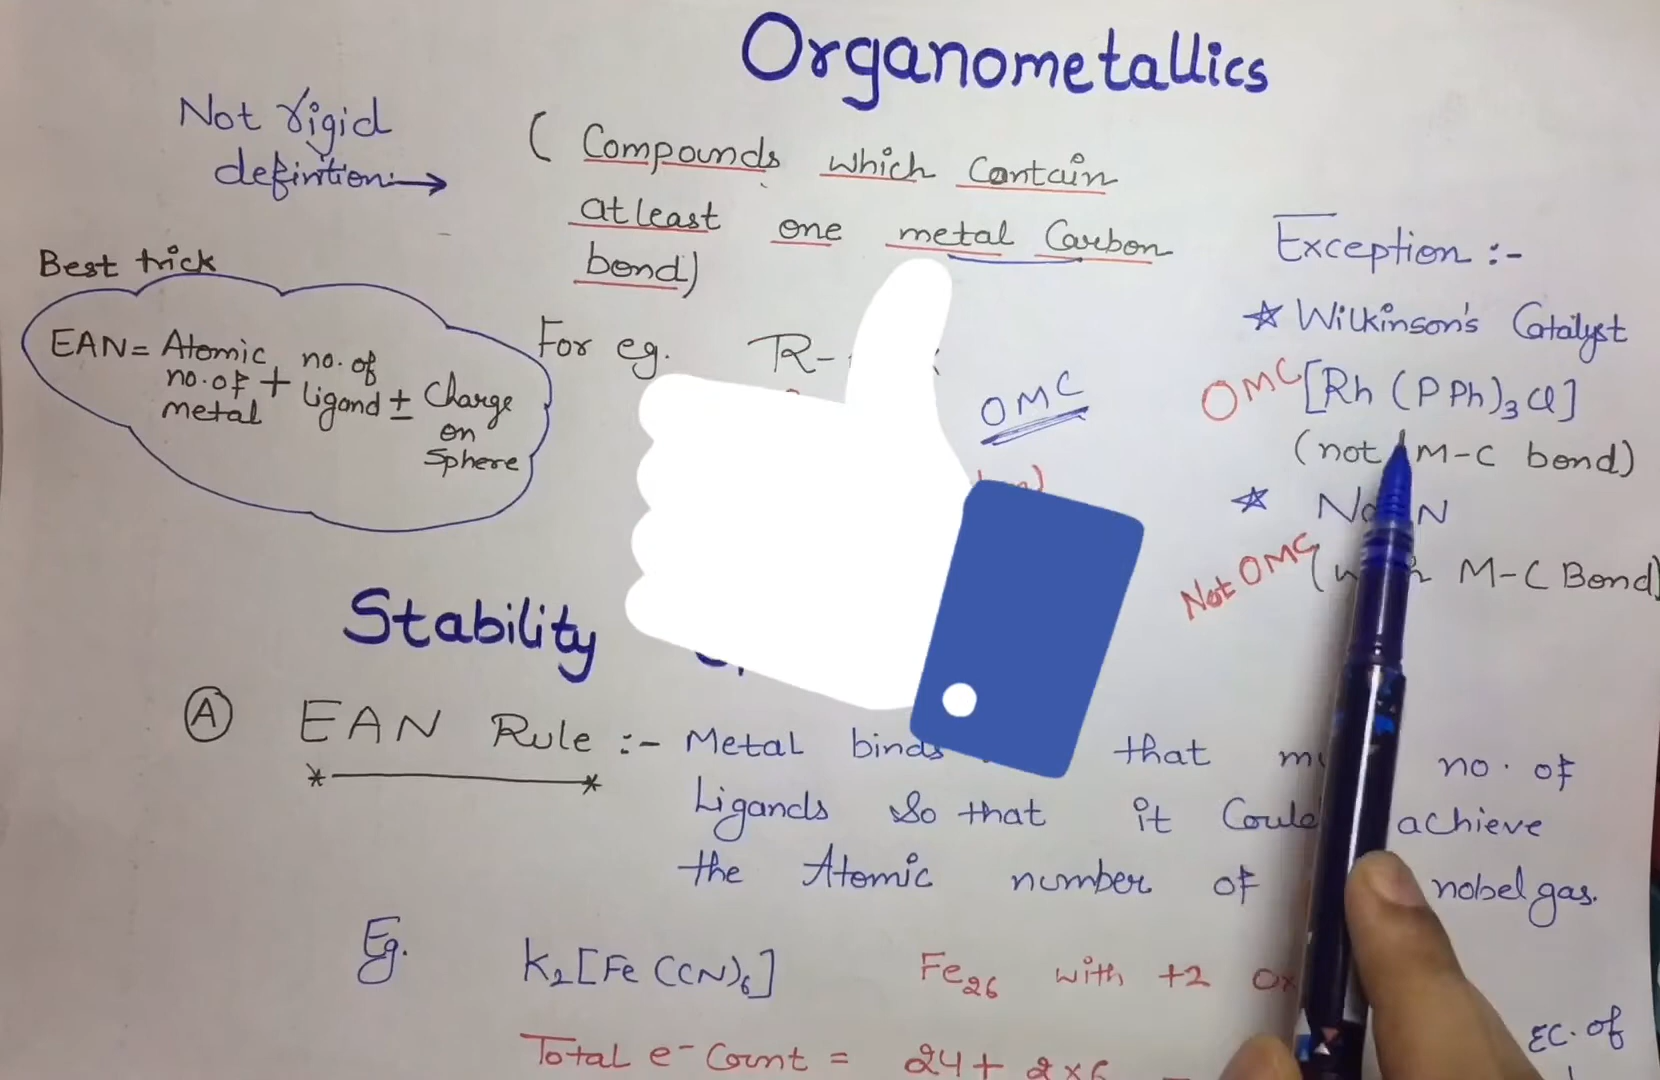 Organometallics
Not rigid
definition:→
( Compounds which Contain
atleast one metal Carbon
bond)
Best trick
EAN = Atomic no. of metal + no. of ligand ± Charge on Sphere
For eg. R-
OMC
Exception :-
☆ Wilkinson's Catalyst
OMC [Rh (P Ph)3 Cl]
(not M-C bond)
☆ N
Not OMC ( M-C Bond)
Stability
Ⓐ EAN Rule :- Metal binds that no. of
Ligands so that it achieve
the Atomic number of nobel gas.
Eg. K2[Fe (CN)6] Fe26 with +2
EC. of
Total e- Count = 24 + 2×6